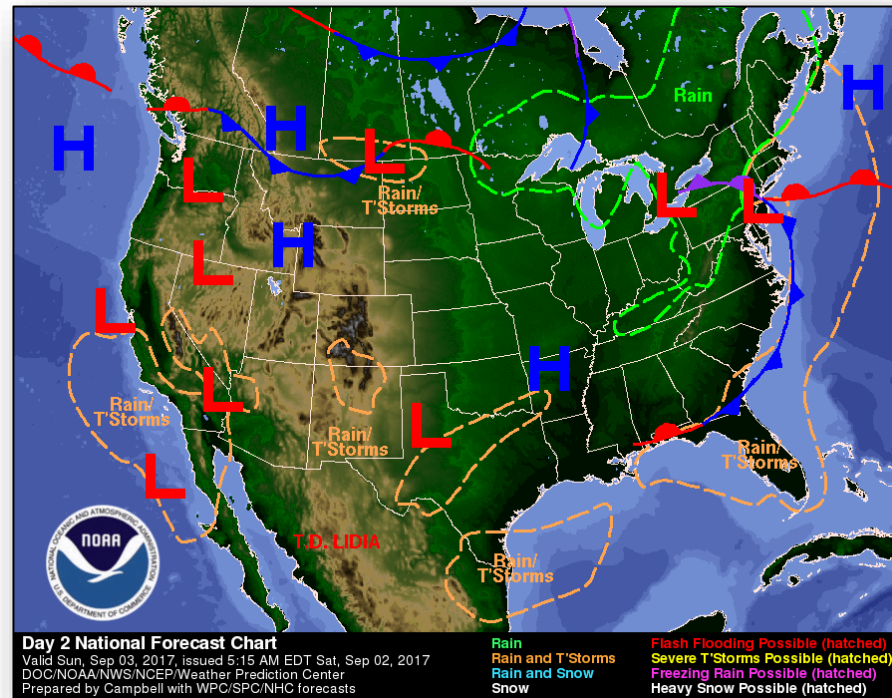 H
H
H
H
H
L
L
L
L
L
L
L
L
L
Rain
Rain/
T'Storms
Rain/
T'Storms
Rain/
T'Storms
Rain/
T'Storms
Rain/
T'Storms
T.D. LIDIA
NATIONAL OCEANIC AND ATMOSPHERIC ADMINISTRATION
NOAA
U.S. DEPARTMENT OF COMMERCE
Day 2 National Forecast Chart
Valid Sun, Sep 03, 2017, issued 5:15 AM EDT Sat, Sep 02, 2017
DOC/NOAA/NWS/NCEP/Weather Prediction Center
Prepared by Campbell with WPC/SPC/NHC forecasts
Rain
Rain and T'Storms
Rain and Snow
Snow
Flash Flooding Possible (hatched)
Severe T'Storms Possible (hatched)
Freezing Rain Possible (hatched)
Heavy Snow Possible (hatched)